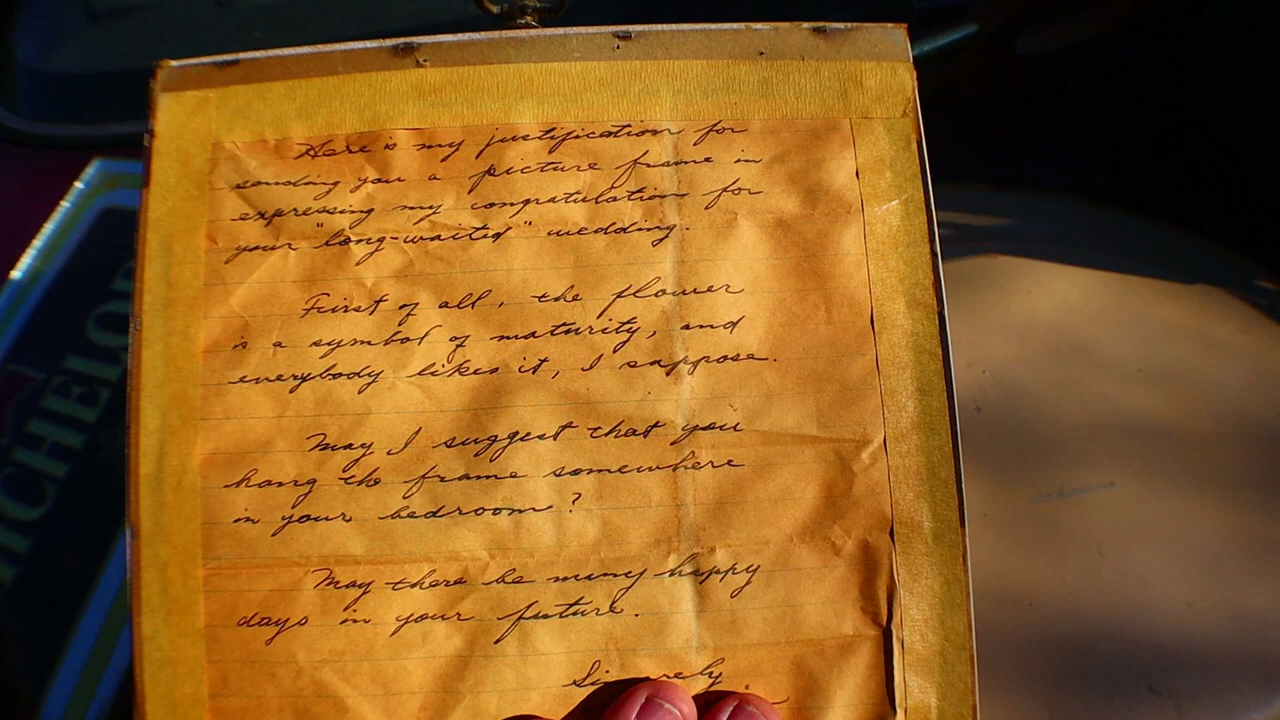 Here is my justification for
sending you a picture frame in
expressing my congratulation for
your "long-waited" wedding.
First of all, the flower
is a symbol of maturity, and
everybody likes it, I suppose.
May I suggest that you
hang the frame somewhere
in your bedroom?
May there be many happy
days in your future.